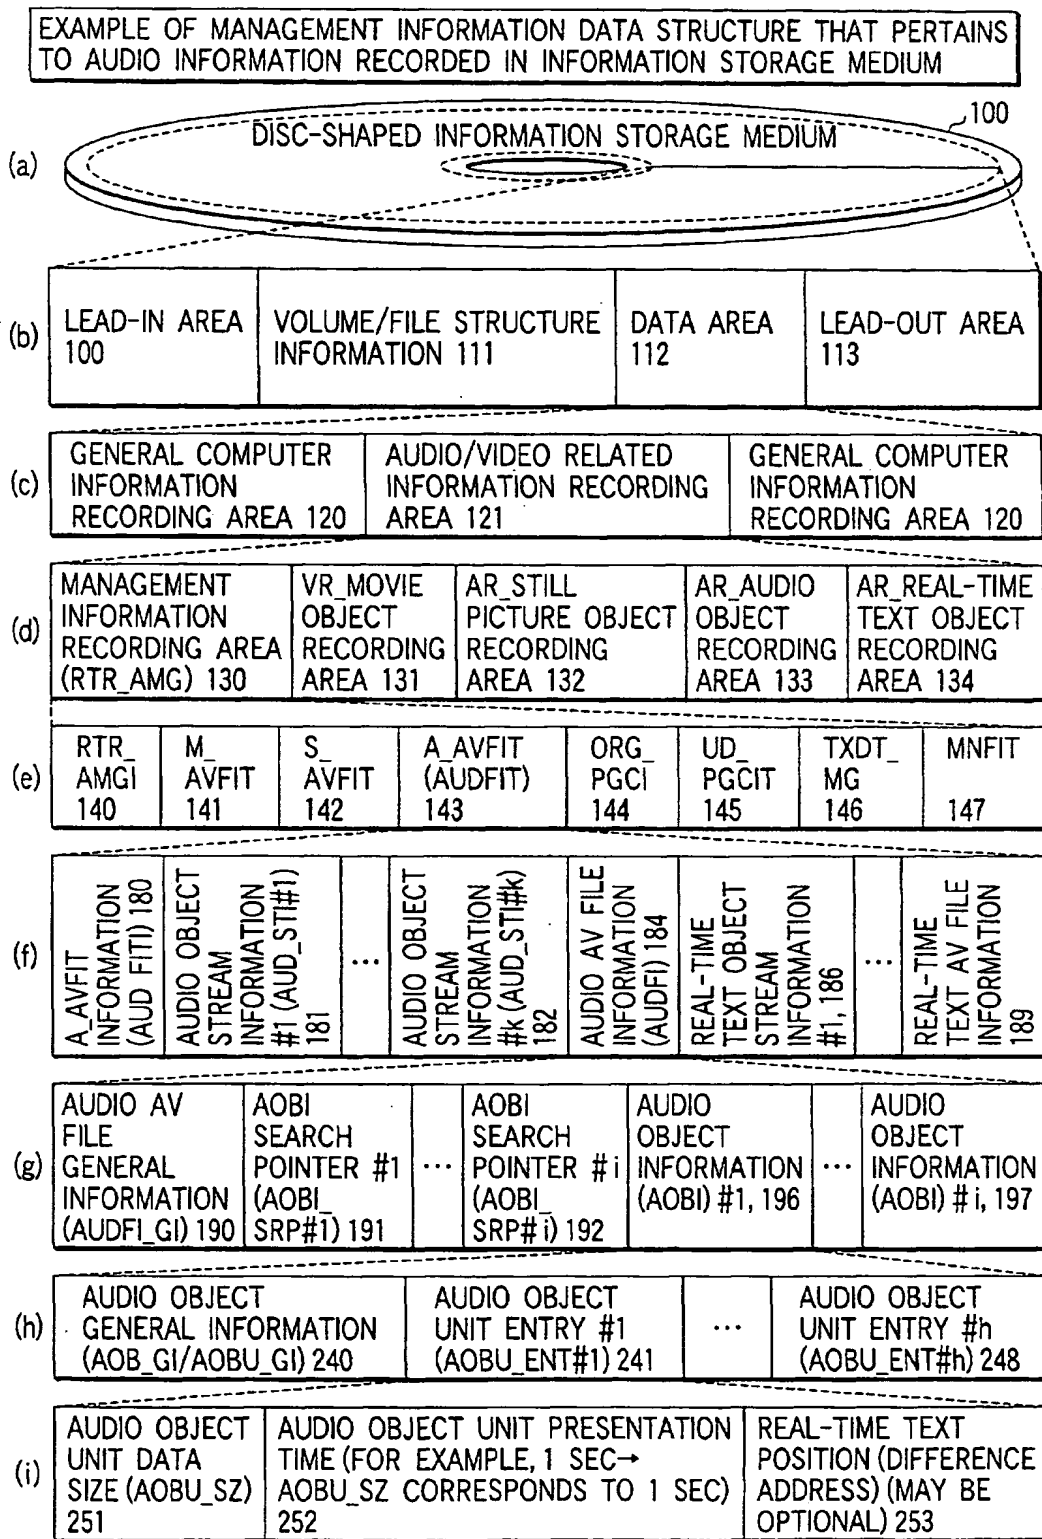 EXAMPLE OF MANAGEMENT INFORMATION DATA STRUCTURE THAT PERTAINS
TO AUDIO INFORMATION RECORDED IN INFORMATION STORAGE MEDIUM
100
DISC-SHAPED INFORMATION STORAGE MEDIUM
(a)
(b)
LEAD-IN AREA
100
VOLUME/FILE STRUCTURE
INFORMATION 111
DATA AREA
112
LEAD-OUT AREA
113
(c)
GENERAL COMPUTER
INFORMATION
RECORDING AREA 120
AUDIO/VIDEO RELATED
INFORMATION RECORDING
AREA 121
GENERAL COMPUTER
INFORMATION
RECORDING AREA 120
(d)
MANAGEMENT
INFORMATION
RECORDING AREA
(RTR_AMG) 130
VR_MOVIE
OBJECT
RECORDING
AREA 131
AR_STILL
PICTURE OBJECT
RECORDING
AREA 132
AR_AUDIO
OBJECT
RECORDING
AREA 133
AR_REAL-TIME
TEXT OBJECT
RECORDING
AREA 134
(e)
RTR_
AMGI
140
M_
AVFIT
141
S_
AVFIT
142
A_AVFIT
(AUDFIT)
143
ORG_
PGCI
144
UD_
PGCIT
145
TXDT_
MG
146
MNFIT
147
(f)
A_AVFIT
INFORMATION
(AUD FITI) 180
AUDIO OBJECT
STREAM
INFORMATION
#1 (AUD_STI#1)
181
...
AUDIO OBJECT
STREAM
INFORMATION
#k (AUD_STI#k)
182
AUDIO AV FILE
INFORMATION
(AUDFI) 184
REAL-TIME
TEXT OBJECT
STREAM
INFORMATION
#1, 186
...
REAL-TIME
TEXT AV FILE
INFORMATION
189
(g)
AUDIO AV
FILE
GENERAL
INFORMATION
(AUDFI_GI) 190
AOBI
SEARCH
POINTER #1
(AOBI_
SRP#1) 191
...
AOBI
SEARCH
POINTER #i
(AOBI_
SRP#i) 192
AUDIO
OBJECT
INFORMATION
(AOBI) #1, 196
...
AUDIO
OBJECT
INFORMATION
(AOBI) #i, 197
(h)
AUDIO OBJECT
GENERAL INFORMATION
(AOB_GI/AOBU_GI) 240
AUDIO OBJECT
UNIT ENTRY #1
(AOBU_ENT#1) 241
...
AUDIO OBJECT
UNIT ENTRY #h
(AOBU_ENT#h) 248
(i)
AUDIO OBJECT
UNIT DATA
SIZE (AOBU_SZ)
251
AUDIO OBJECT UNIT PRESENTATION
TIME (FOR EXAMPLE, 1 SEC→
AOBU_SZ CORRESPONDS TO 1 SEC)
252
REAL-TIME TEXT
POSITION (DIFFERENCE
ADDRESS) (MAY BE
OPTIONAL) 253